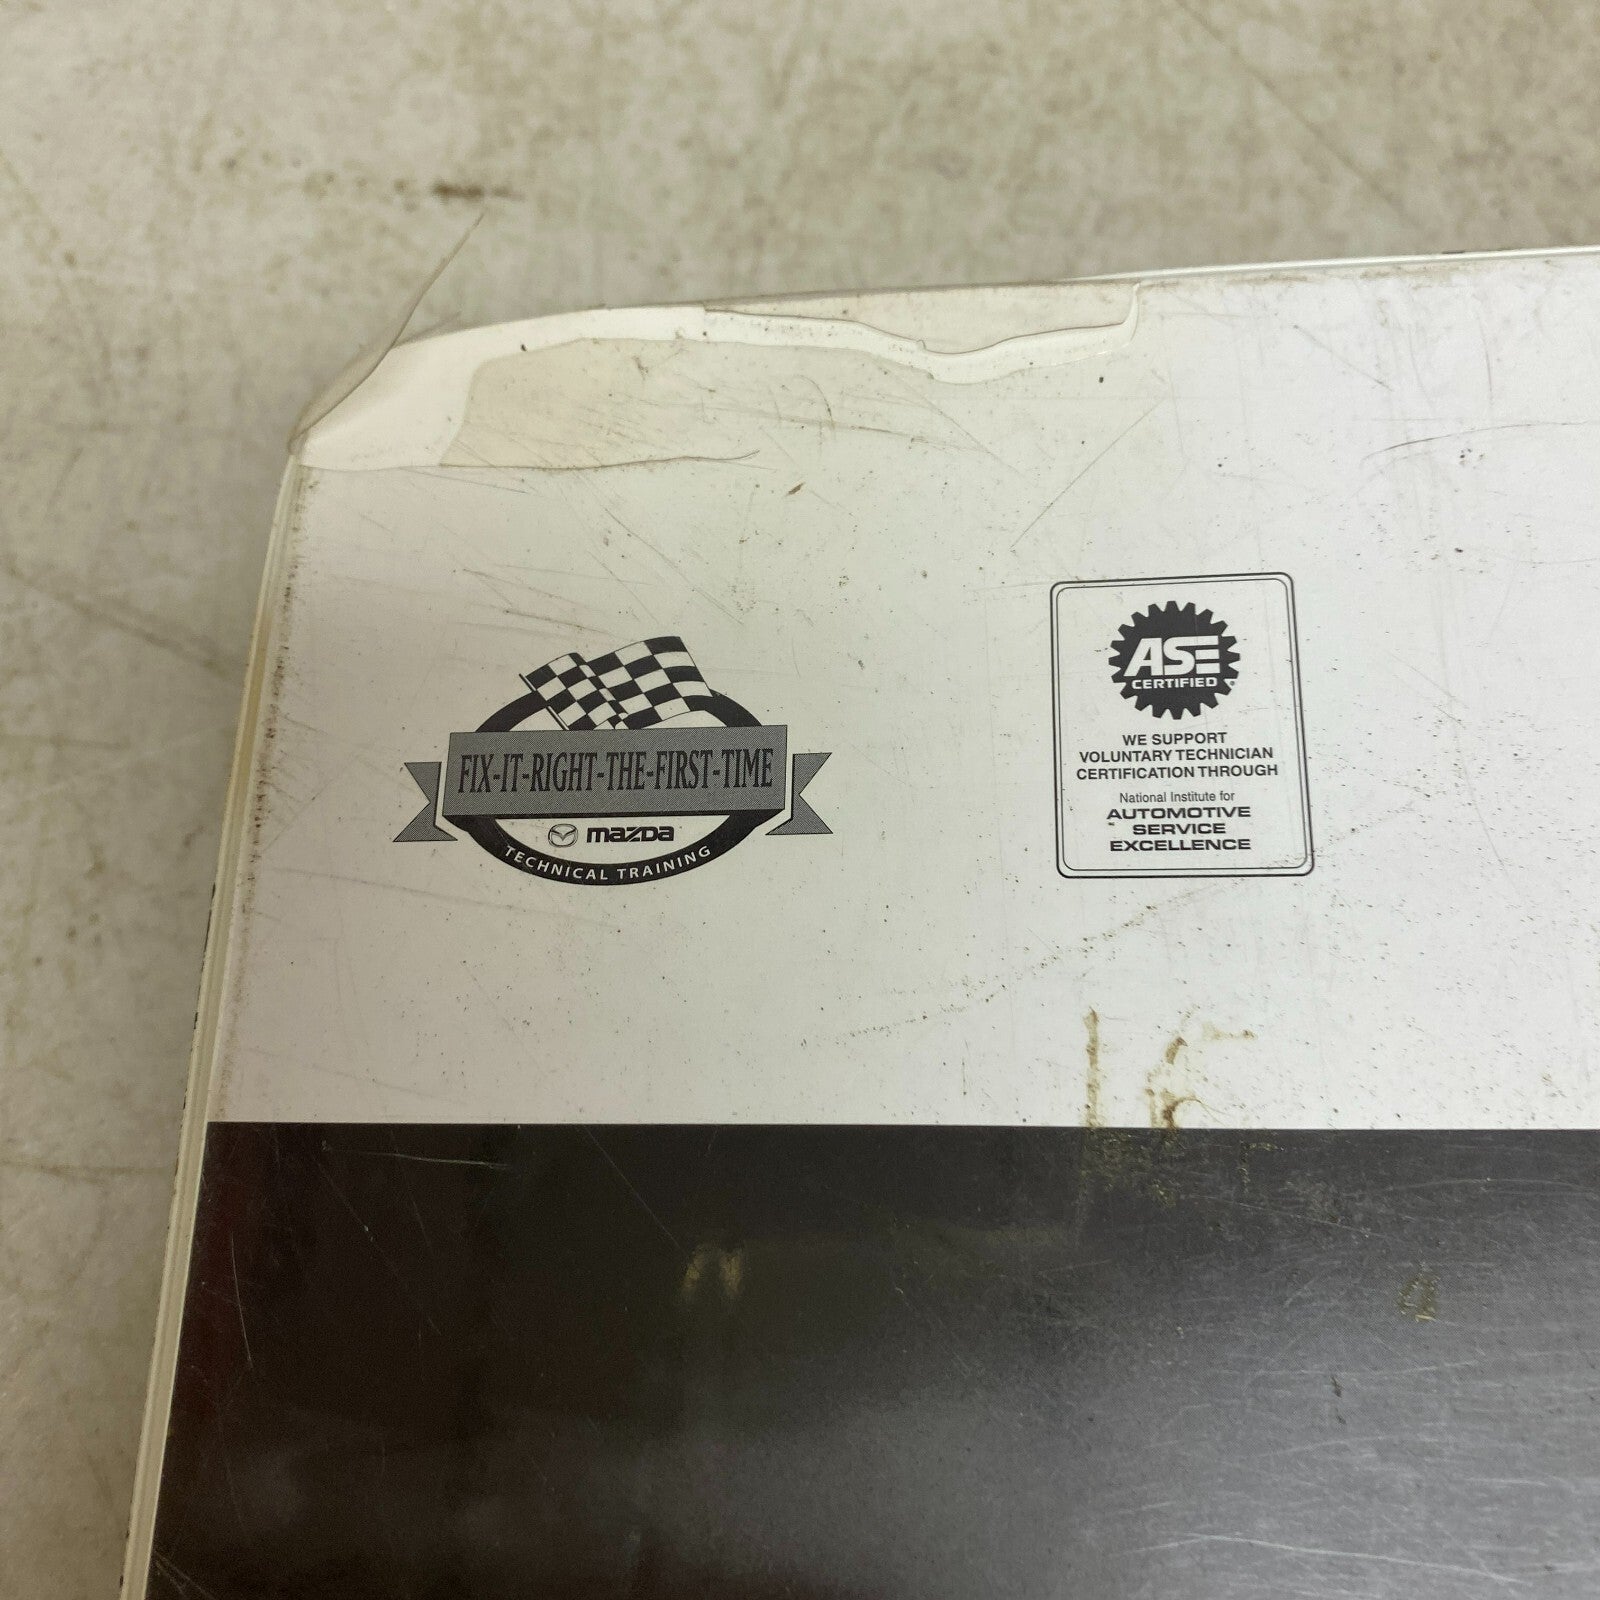 FIX-IT-RIGHT-THE-FIRST-TIME
mazDa
TECHNICAL TRAINING
ASE
CERTIFIED
WE SUPPORT
VOLUNTARY TECHNICIAN
CERTIFICATION THROUGH
National Institute for
AUTOMOTIVE
SERVICE
EXCELLENCE